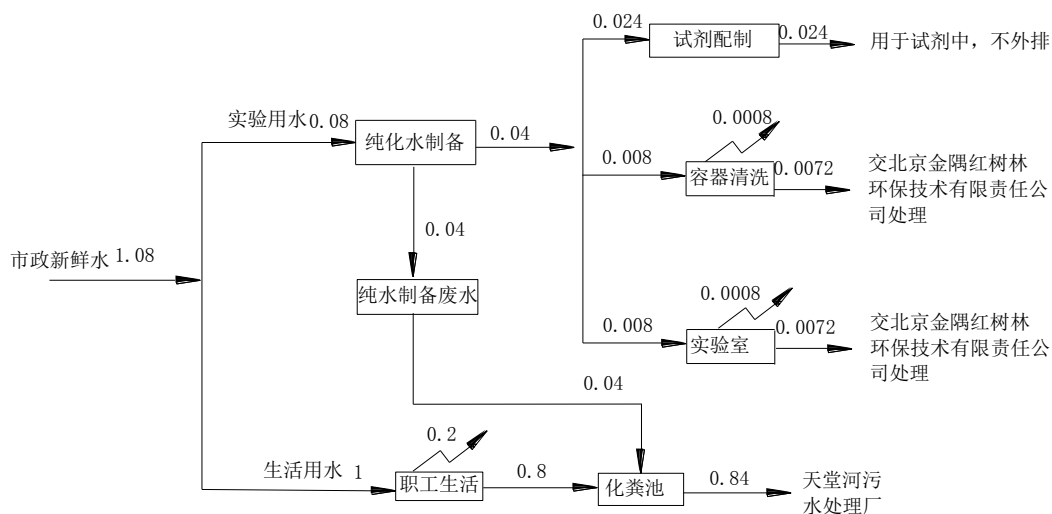 0.024
试剂配制
0.024
用于试剂中，不外排
实验用水0.08
纯化水制备
0.04
0.0008
0.008
容器清洗
0.0072
交北京金隅红树林
环保技术有限责任公
司处理
0.04
市政新鲜水 1.08
纯水制备废水
0.0008
0.008
实验室
0.0072
交北京金隅红树林
环保技术有限责任公
司处理
0.04
0.2
生活用水 1
职工生活
0.8
化粪池
0.84
天堂河污
水处理厂